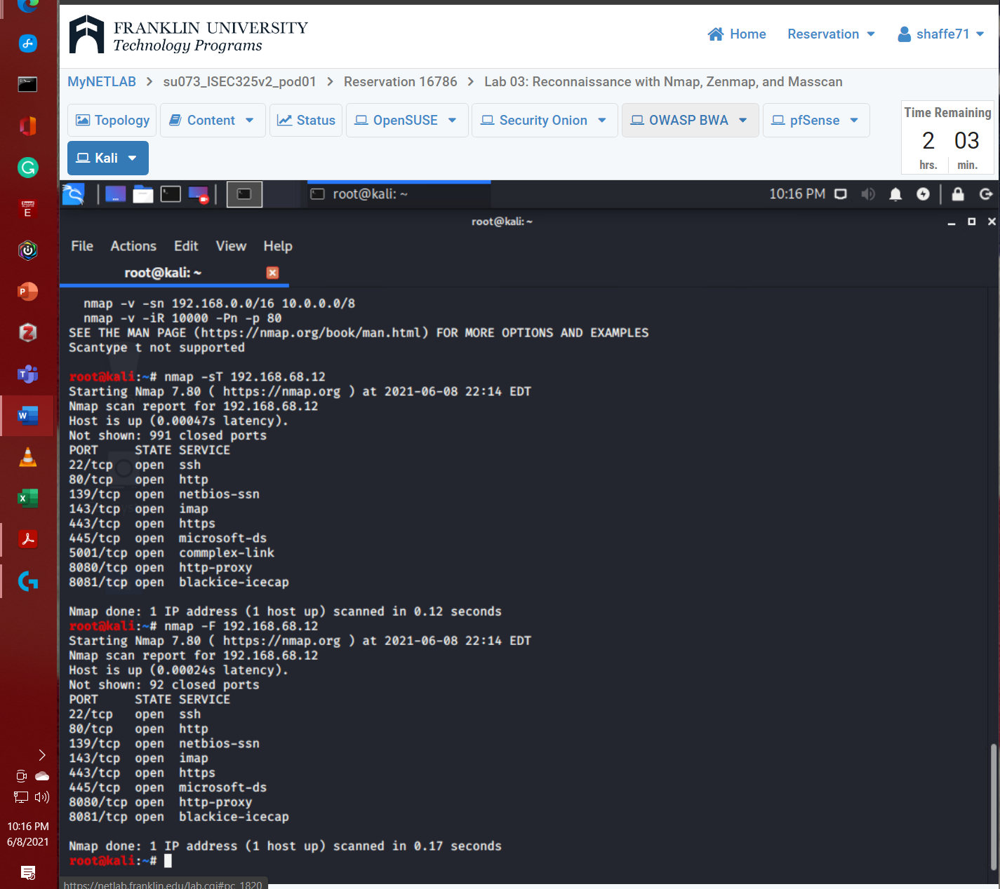 FRANKLIN UNIVERSITY
Technology Programs
Home Reservation shaffe71
MyNETLAB > su073_ISEC325v2_pod01 > Reservation 16786 > Lab 03: Reconnaissance with Nmap, Zenmap, and Masscan
Topology Content Status OpenSUSE Security Onion OWASP BWA pfSense
Kali
Time Remaining
2 03
hrs. min.
root@kali: ~ 10:16 PM
root@kali: ~
File Actions Edit View Help
root@kali: ~
nmap -v -sn 192.168.0.0/16 10.0.0.0/8
nmap -v -iR 10000 -Pn -p 80
SEE THE MAN PAGE (https://nmap.org/book/man.html) FOR MORE OPTIONS AND EXAMPLES
Scantype t not supported
root@kali:~# nmap -sT 192.168.68.12
Starting Nmap 7.80 ( https://nmap.org ) at 2021-06-08 22:14 EDT
Nmap scan report for 192.168.68.12
Host is up (0.00047s latency).
Not shown: 991 closed ports
PORT STATE SERVICE
22/tcp open ssh
80/tcp open http
139/tcp open netbios-ssn
143/tcp open imap
443/tcp open https
445/tcp open microsoft-ds
5001/tcp open commplex-link
8080/tcp open http-proxy
8081/tcp open blackice-icecap
Nmap done: 1 IP address (1 host up) scanned in 0.12 seconds
root@kali:~# nmap -F 192.168.68.12
Starting Nmap 7.80 ( https://nmap.org ) at 2021-06-08 22:14 EDT
Nmap scan report for 192.168.68.12
Host is up (0.00024s latency).
Not shown: 92 closed ports
PORT STATE SERVICE
22/tcp open ssh
80/tcp open http
139/tcp open netbios-ssn
143/tcp open imap
443/tcp open https
445/tcp open microsoft-ds
8080/tcp open http-proxy
8081/tcp open blackice-icecap
Nmap done: 1 IP address (1 host up) scanned in 0.17 seconds
root@kali:~#
10:16 PM
6/8/2021
https://netlab.franklin.edu/lab.cgi#pc_1820